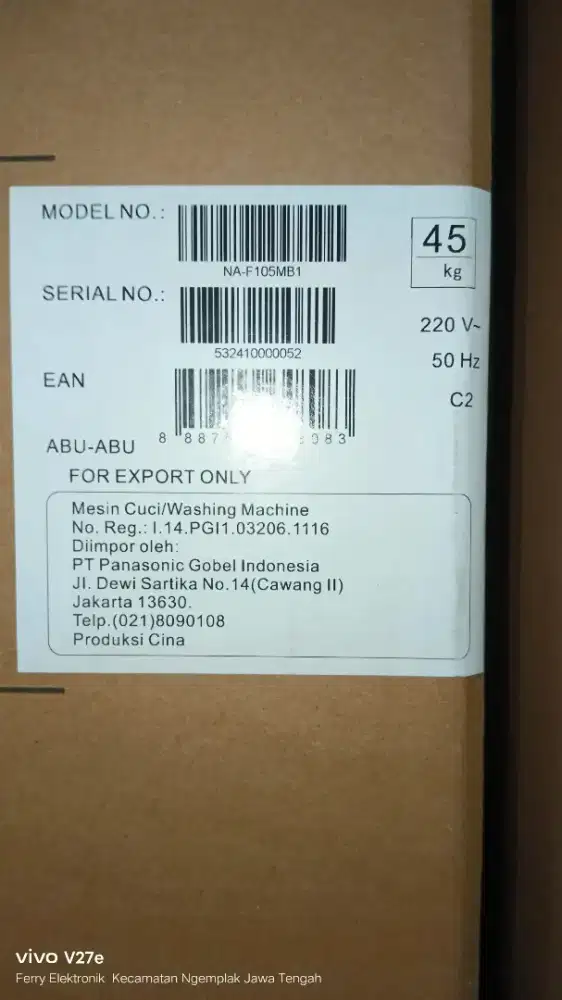 MODEL NO.:
NA-F105MB1
45
kg
SERIAL NO.:
532410000052
220 V~
50 Hz
EAN
C2
ABU-ABU
FOR EXPORT ONLY
Mesin Cuci/Washing Machine
No. Reg.: I.14.PGI1.03206.1116
Diimpor oleh:
PT Panasonic Gobel Indonesia
Jl. Dewi Sartika No.14(Cawang II)
Jakarta 13630.
Telp.(021)8090108
Produksi Cina
vivo V27e
Ferry Elektronik Kecamatan Ngemplak Jawa Tengah